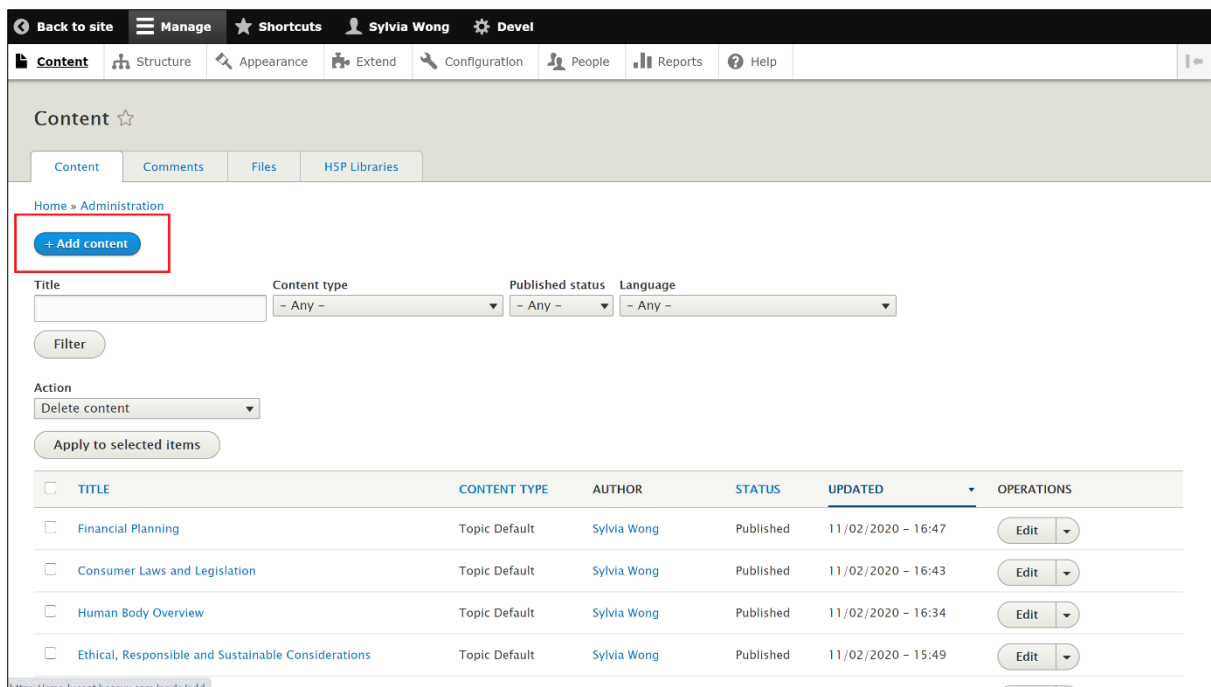 Back to site Manage Shortcuts Sylvia Wong Devel
Content Structure Appearance Extend Configuration People Reports Help
Content
Content Comments Files H5P Libraries
Home » Administration
+ Add content
Title Content type Published status Language
– Any – – Any – – Any –
Filter
Action
Delete content
Apply to selected items
TITLE CONTENT TYPE AUTHOR STATUS UPDATED OPERATIONS
Financial Planning Topic Default Sylvia Wong Published 11/02/2020 – 16:47 Edit
Consumer Laws and Legislation Topic Default Sylvia Wong Published 11/02/2020 – 16:43 Edit
Human Body Overview Topic Default Sylvia Wong Published 11/02/2020 – 16:34 Edit
Ethical, Responsible and Sustainable Considerations Topic Default Sylvia Wong Published 11/02/2020 – 15:49 Edit